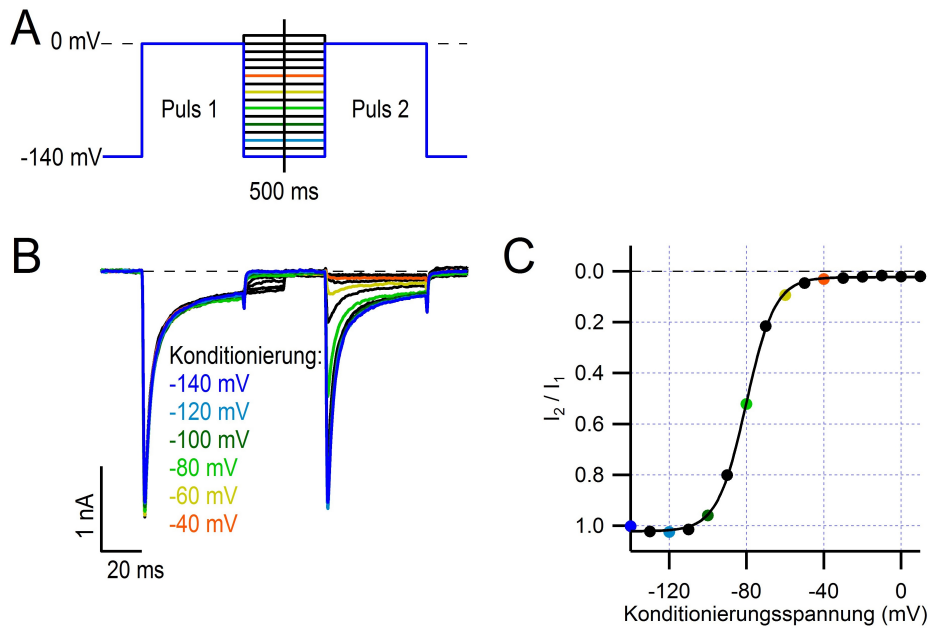 A
0 mV
Puls 1
Puls 2
-140 mV
500 ms
B
Konditionierung:
-140 mV
-120 mV
-100 mV
-80 mV
-60 mV
-40 mV
1 nA
20 ms
C
0.0
0.2
0.4
0.6
0.8
1.0
I2 / I1
-120 -80 -40 0
Konditionierungsspannung (mV)